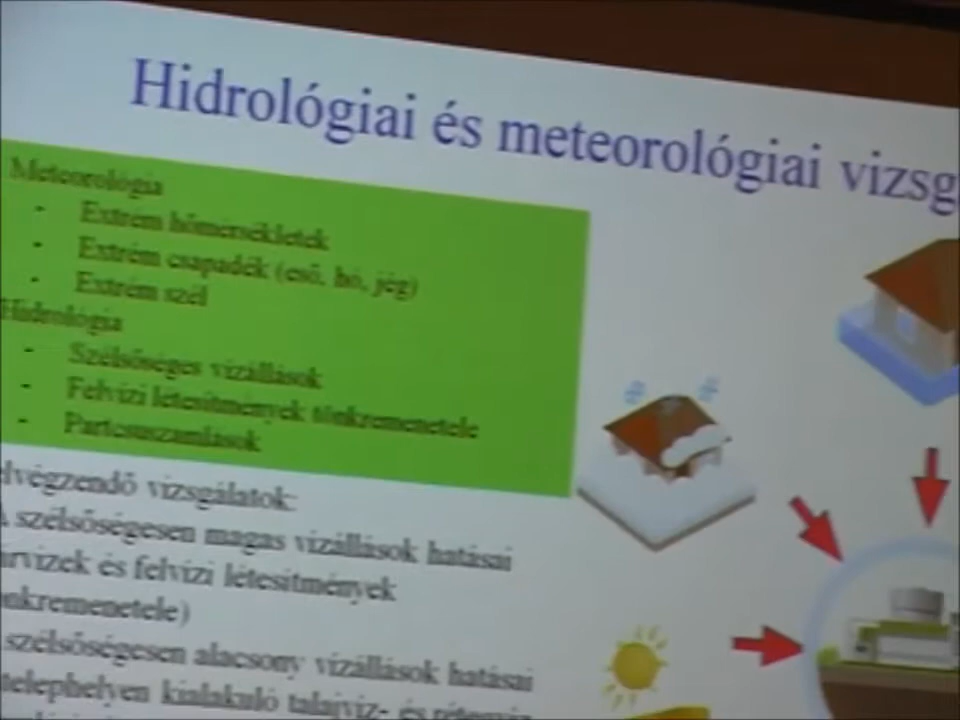 Hidrológiai és meteorológiai vizsg
Meteorológia
- Extrém hőmérsékletek
- Extrém csapadék (eső, hó, jég)
- Extrém szél
Hidrológia
- Szélsőséges vízállások
- Felvízi létesítmények tönkremenetele
- Partcsuszamlások
elvégzendő vizsgálatok:
A szélsőségesen magas vízállások hatásai
árvizek és felvízi létesítmények
nkremenetele)
szélsőségesen alacsony vízállások hatásai
telephelyen kialakuló talajvíz- és rétegvíz